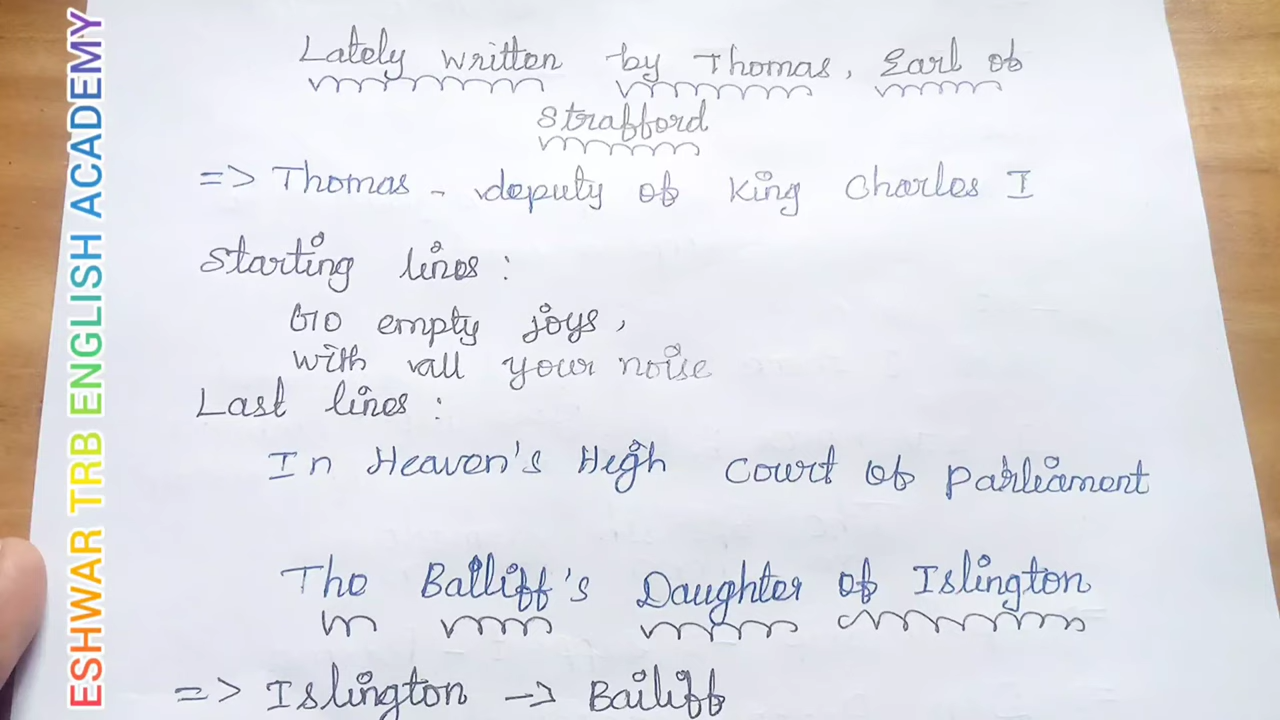 ESHWAR TRB ENGLISH ACADEMY
Lately written by Thomas, Earl of
Strafford
=> Thomas - deputy of King Charles I
Starting lines :
Go empty joys,
with all your noise
Last lines :
In Heaven's High Court of Parliament
The Bailiff's Daughter of Islington
=> Islington -> Bailiff